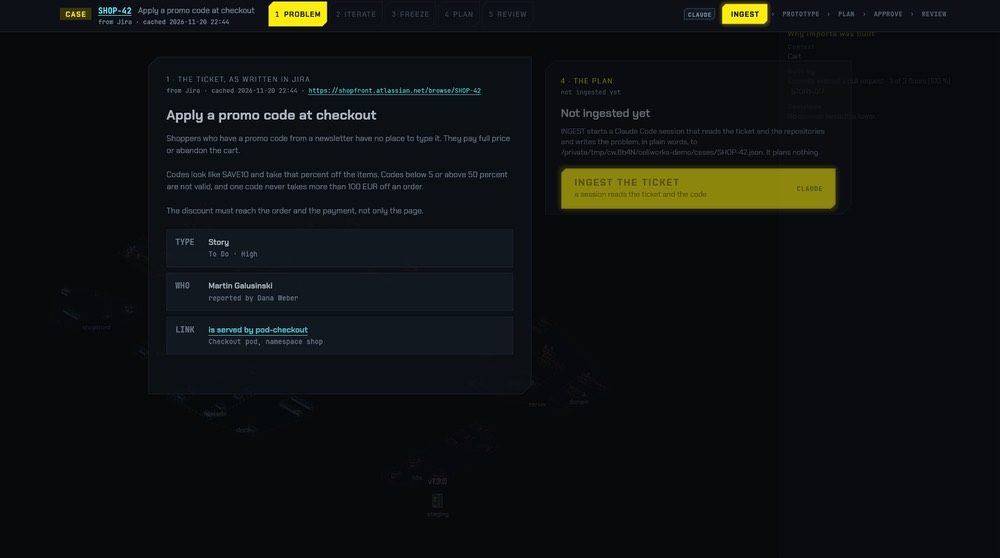 CASE
SHOP-42 Apply a promo code at checkout
from Jira · cached 2026-11-20 22:44
1 PROBLEM
2 ITERATE
3 FREEZE
4 PLAN
5 REVIEW
CLAUDE
INGEST › PROTOTYPE › PLAN › APPROVE › REVIEW
Why Imports was built
Cart
1 · THE TICKET, AS WRITTEN IN JIRA
from Jira · cached 2026-11-20 22:44 · https://shopfront.atlassian.net/browse/SHOP-42
Apply a promo code at checkout
Shoppers who have a promo code from a newsletter have no place to type it. They pay full price
or abandon the cart.
Codes look like SAVE10 and take that percent off the items. Codes below 5 or above 50 percent
are not valid, and one code never takes more than 100 EUR off an order.
The discount must reach the order and the payment, not only the page.
TYPE
Story
To Do · High
WHO
Martin Galusinski
reported by Dana Weber
LINK
is served by pod-checkout
Checkout pod, namespace shop
4 · THE PLAN
not ingested yet
Not ingested yet
INGEST starts a Claude Code session that reads the ticket and the repositories
and writes the problem, in plain words, to
/private/tmp/cw.6b4N/cellworks-demo/cases/SHOP-42.json. It plans nothing.
INGEST THE TICKET
a session reads the ticket and the code
CLAUDE
v1.9.0
staging